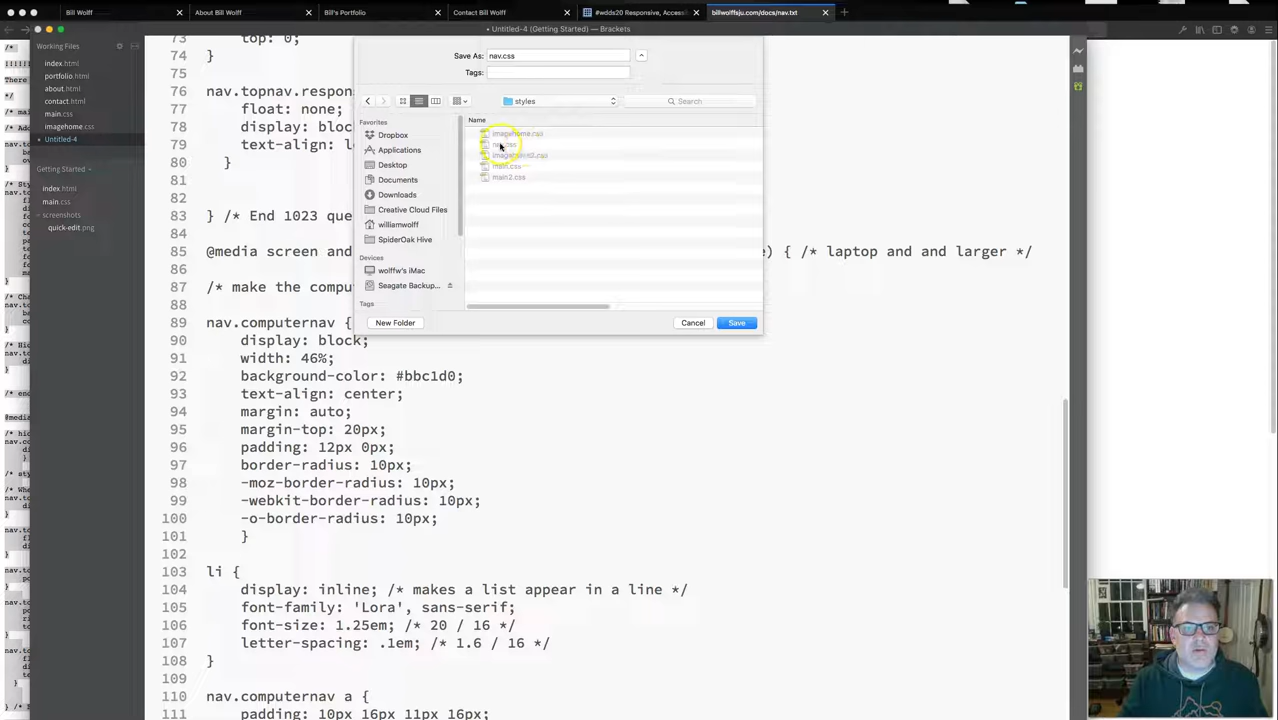 Bill Wolff
About Bill Wolff
Bill's Portfolio
Contact Bill Wolff
#wdds20 Responsive, Accessi
billwolffsju.com/docs/nav.txt
• Untitled-4 (Getting Started) — Brackets
Working Files
index.html
portfolio.html
about.html
contact.html
main.css
imagehome.css
Untitled-4
Getting Started
index.html
main.css
screenshots
quick-edit.png
Save As: nav.css
Tags:
styles
Search
Favorites
Dropbox
Applications
Desktop
Documents
Downloads
Creative Cloud Files
williamwolff
SpiderOak Hive
Devices
wolffw's iMac
Seagate Backup...
Tags
Name
imagehome.css
main.css
main2.css
New Folder
Cancel
Save
73 top: 0;
74 }
75
76 nav.topnav.respon
77 float: none;
78 display: bloc
79 text-align: le
80 }
81
82
83 } /* End 1023 que
84
85 @media screen and e) { /* laptop and and larger */
86
87 /* make the compu
88
89 nav.computernav {
90 display: block;
91 width: 46%;
92 background-color: #bbc1d0;
93 text-align: center;
94 margin: auto;
95 margin-top: 20px;
96 padding: 12px 0px;
97 border-radius: 10px;
98 -moz-border-radius: 10px;
99 -webkit-border-radius: 10px;
100 -o-border-radius: 10px;
101 }
102
103 li {
104 display: inline; /* makes a list appear in a line */
105 font-family: 'Lora', sans-serif;
106 font-size: 1.25em; /* 20 / 16 */
107 letter-spacing: .1em; /* 1.6 / 16 */
108 }
109
110 nav.computernav a {
111 padding: 10px 16px 11px 16px;